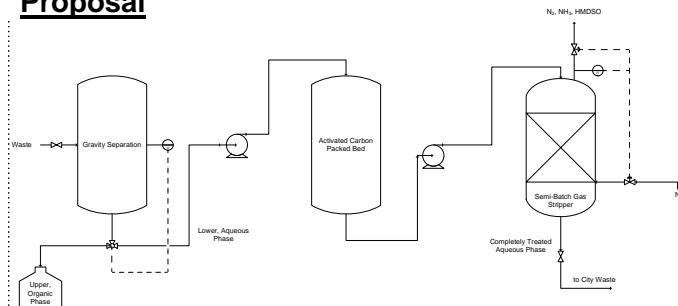 Proposal
N₂, NH₃, HMDSO
Waste
Gravity Separation
Activated Carbon
Packed Bed
Semi-Batch Gas
Stripper
Lower, Aqueous
Phase
Completely Treated
Aqueous Phase
Upper,
Organic
Phase
to City Waste